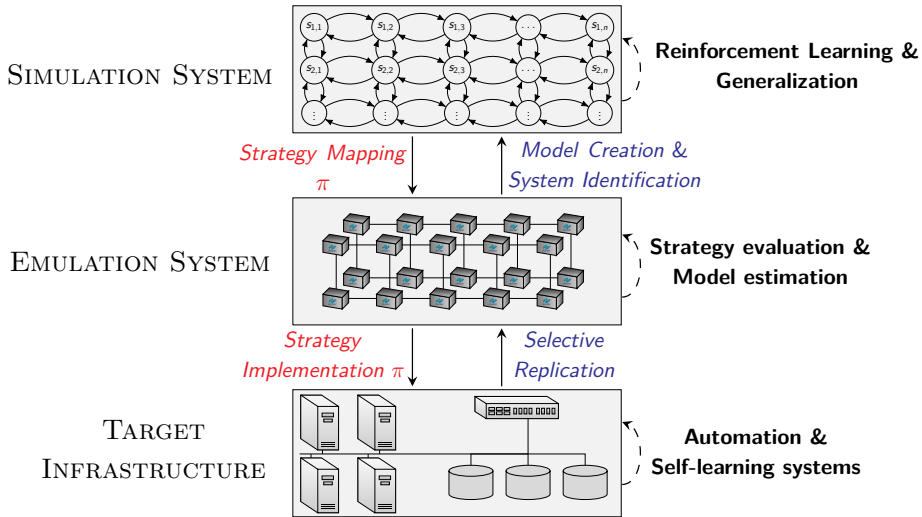 s1,1 s1,2 s1,3 ... s1,n
SIMULATION SYSTEM
s2,1 s2,2 s2,3 ... s2,n
⋮ ⋮ ⋮ ⋮ ⋮
Reinforcement Learning &
Generalization
Strategy Mapping
π
Model Creation &
System Identification
EMULATION SYSTEM
Strategy evaluation &
Model estimation
Strategy
Implementation π
Selective
Replication
TARGET
INFRASTRUCTURE
Automation &
Self-learning systems